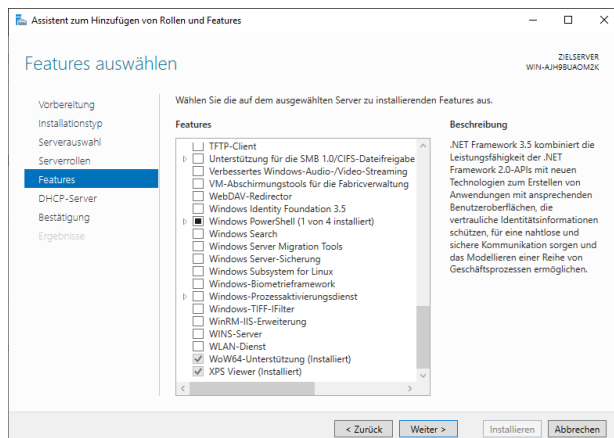 Assistent zum Hinzufügen von Rollen und Features
Features auswählen
ZIELSERVER
WIN-AJH9BUAOM2K
Vorbereitung
Installationstyp
Serverauswahl
Serverrollen
Features
DHCP-Server
Bestätigung
Ergebnisse
Wählen Sie die auf dem ausgewählten Server zu installierenden Features aus.
Features
TFTP-Client
Unterstützung für die SMB 1.0/CIFS-Dateifreigabe
Verbessertes Windows-Audio-/Video-Streaming
VM-Abschirmungstools für die Fabricverwaltung
WebDAV-Redirector
Windows Identity Foundation 3.5
Windows PowerShell (1 von 4 installiert)
Windows Search
Windows Server Migration Tools
Windows Server-Sicherung
Windows Subsystem for Linux
Windows-Biometrieframework
Windows-Prozessaktivierungsdienst
Windows-TIFF-IFilter
WinRM-IIS-Erweiterung
WINS-Server
WLAN-Dienst
WoW64-Unterstützung (Installiert)
XPS Viewer (Installiert)
Beschreibung
.NET Framework 3.5 kombiniert die
Leistungsfähigkeit der .NET
Framework 2.0-APIs mit neuen
Technologien zum Erstellen von
Anwendungen mit ansprechenden
Benutzeroberflächen, die
vertrauliche Identitätsinformationen
schützen, für eine nahtlose und
sichere Kommunikation sorgen und
das Modellieren einer Reihe von
Geschäftsprozessen ermöglichen.
< Zurück
Weiter >
Installieren
Abbrechen